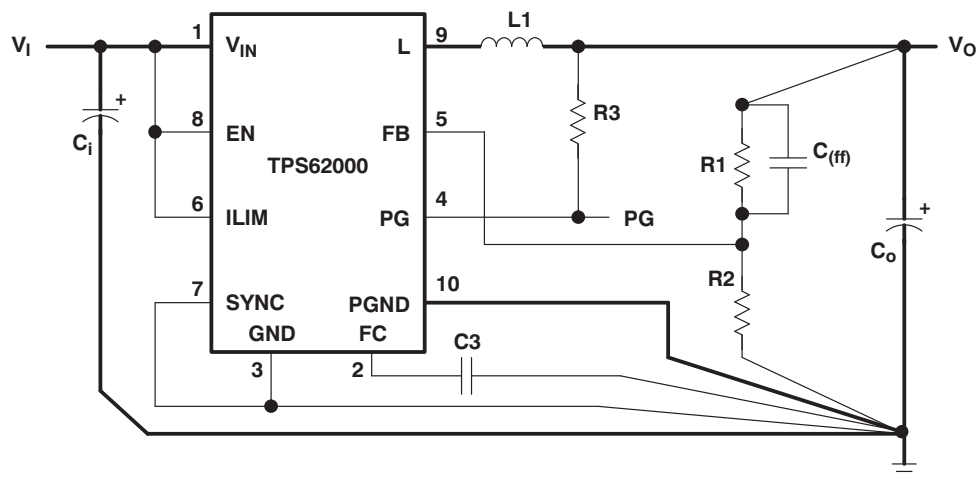 L1
V_I
1
V_IN
L
9
V_O
+
C_i
8
EN
FB
5
R3
TPS62000
R1
C_(ff)
6
ILIM
PG
4
PG
+
C_o
7
SYNC
PGND
10
R2
GND
FC
3
2
C3